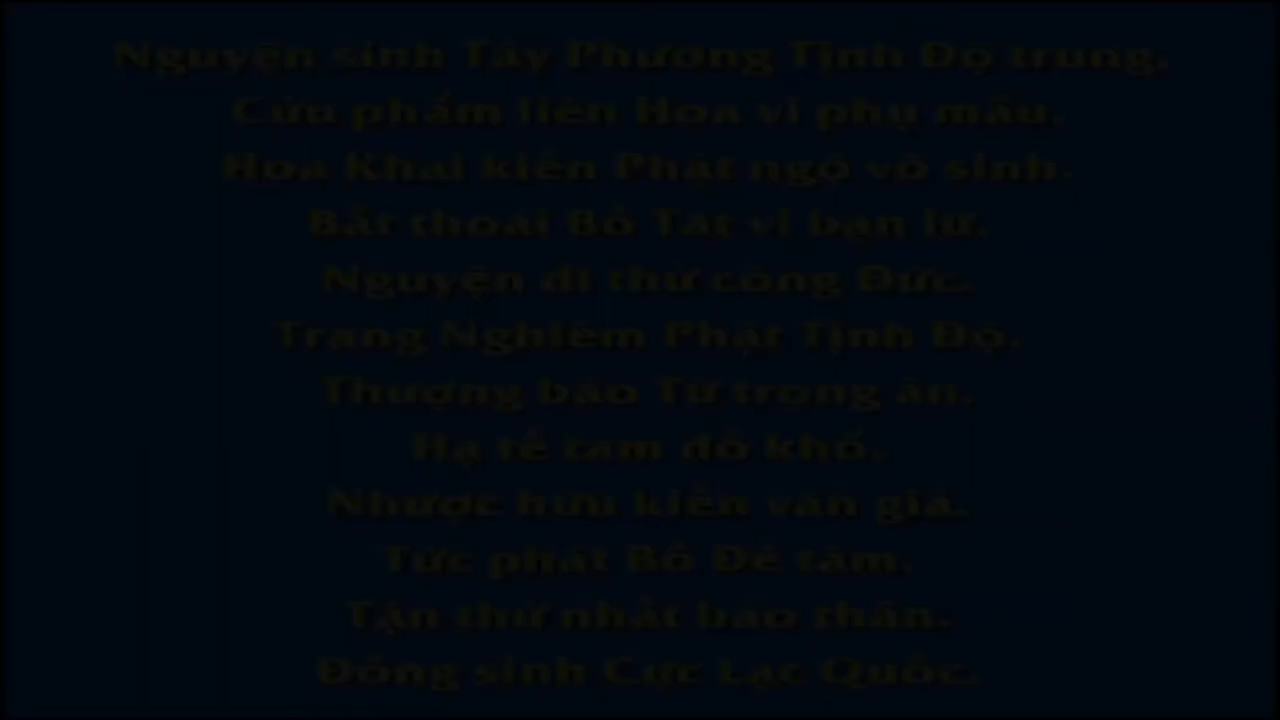 Nguyện sinh Tây Phương Tịnh Độ trung.
Cửu phẩm liên Hoa vi phụ mẫu.
Hoa Khai kiến Phật ngộ vô sinh.
Bất thoái Bồ Tát vi bạn lữ.
Nguyện dĩ thử công Đức.
Trang Nghiêm Phật Tịnh Độ.
Thượng báo Tứ trọng ân.
Hạ tế tam đồ khổ.
Nhược hữu kiến văn giả.
Tức phát Bồ Đề tâm.
Tận thử nhất báo thân.
Đồng sinh Cực Lạc Quốc.